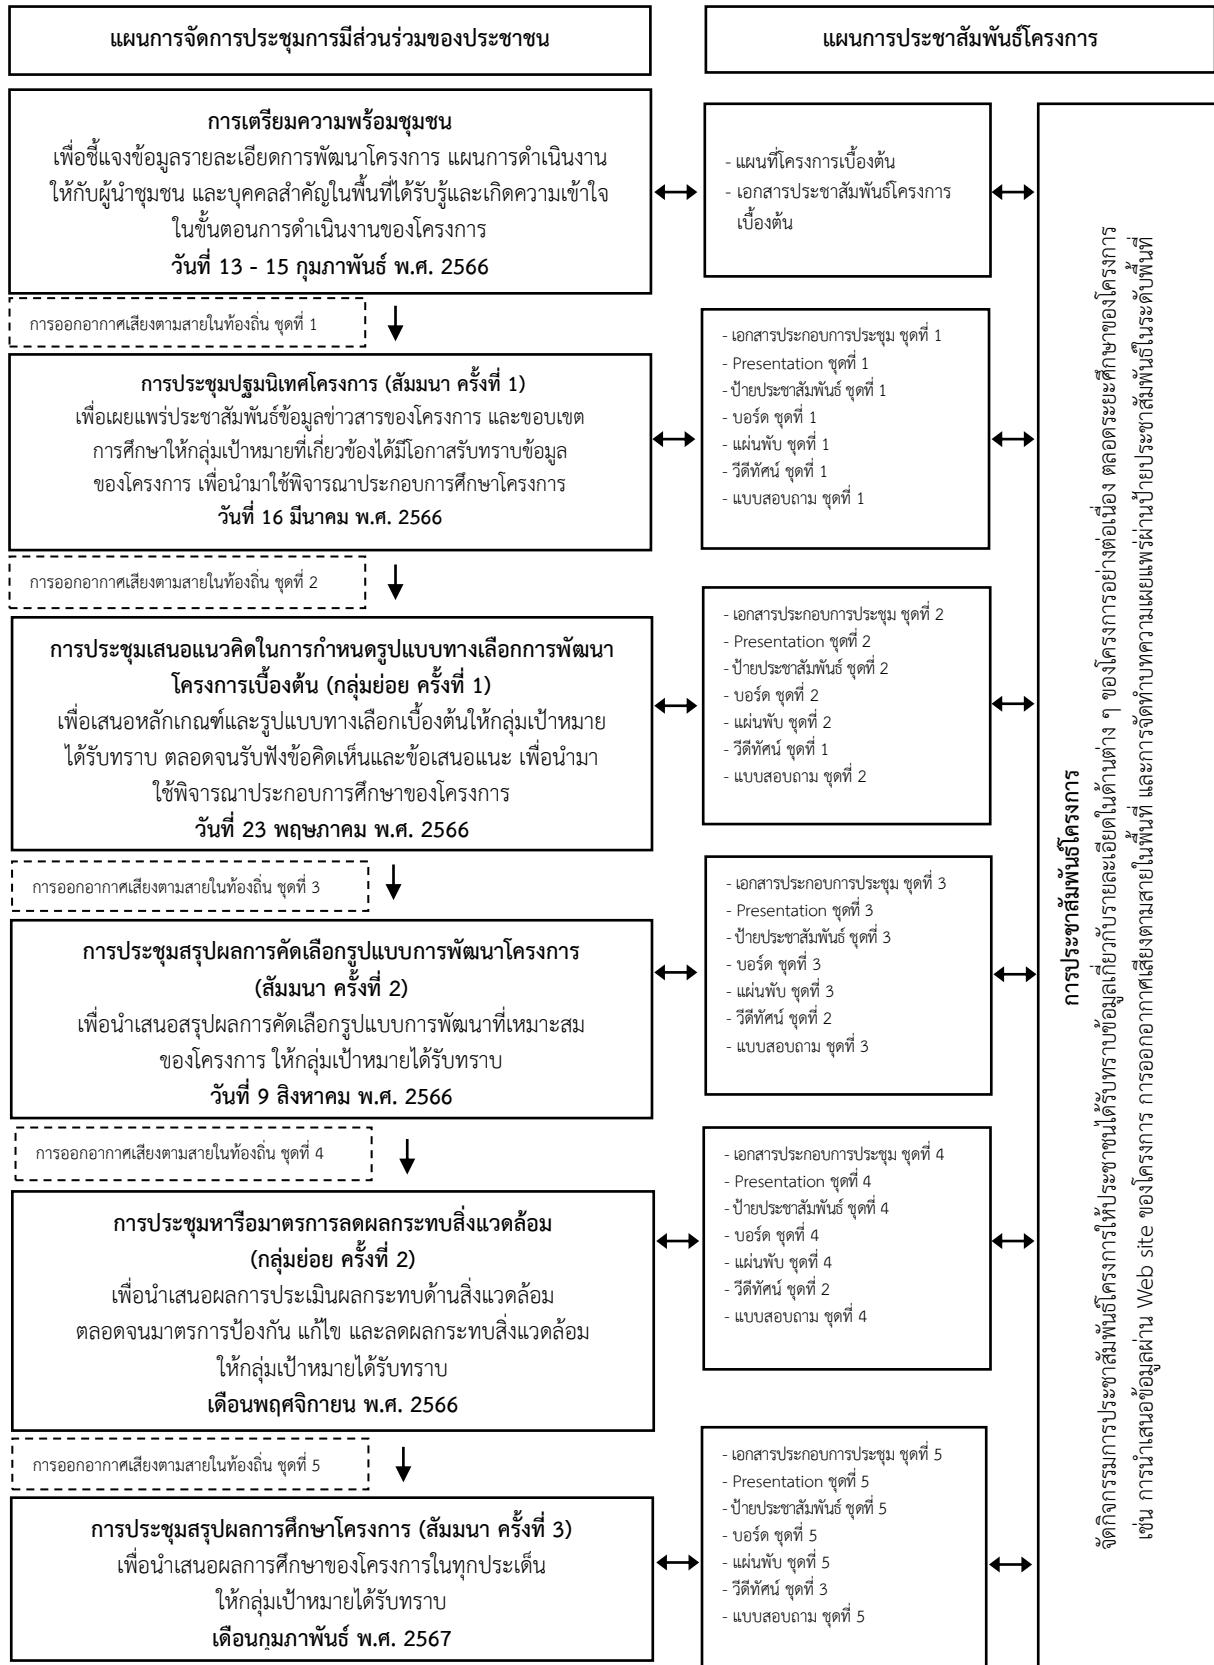 แผนการจัดการประชุมการมีส่วนร่วมของประชาชน
แผนการประชาสัมพันธ์โครงการ
การเตรียมความพร้อมชุมชน
เพื่อชี้แจงข้อมูลรายละเอียดการพัฒนาโครงการ แผนการดำเนินงาน
ให้กับผู้นำชุมชน และบุคคลสำคัญในพื้นที่ได้รับรู้และเกิดความเข้าใจ
ในขั้นตอนการดำเนินงานของโครงการ
วันที่ 13 - 15 กุมภาพันธ์ พ.ศ. 2566
- แผนที่โครงการเบื้องต้น
- เอกสารประชาสัมพันธ์โครงการ
เบื้องต้น
การออกอากาศเสียงตามสายในท้องถิ่น ชุดที่ 1
การประชุมปฐมนิเทศโครงการ (สัมมนา ครั้งที่ 1)
เพื่อเผยแพร่ประชาสัมพันธ์ข้อมูลข่าวสารของโครงการ และขอบเขต
การศึกษาให้กลุ่มเป้าหมายที่เกี่ยวข้องได้มีโอกาสรับทราบข้อมูล
ของโครงการ เพื่อนำมาใช้พิจารณาประกอบการศึกษาโครงการ
วันที่ 16 มีนาคม พ.ศ. 2566
- เอกสารประกอบการประชุม ชุดที่ 1
- Presentation ชุดที่ 1
- ป้ายประชาสัมพันธ์ ชุดที่ 1
- บอร์ด ชุดที่ 1
- แผ่นพับ ชุดที่ 1
- วีดีทัศน์ ชุดที่ 1
- แบบสอบถาม ชุดที่ 1
การออกอากาศเสียงตามสายในท้องถิ่น ชุดที่ 2
การประชุมเสนอแนวคิดในการกำหนดรูปแบบทางเลือกการพัฒนา
โครงการเบื้องต้น (กลุ่มย่อย ครั้งที่ 1)
เพื่อเสนอหลักเกณฑ์และรูปแบบทางเลือกเบื้องต้นให้กลุ่มเป้าหมาย
ได้รับทราบ ตลอดจนรับฟังข้อคิดเห็นและข้อเสนอแนะ เพื่อนำมา
ใช้พิจารณาประกอบการศึกษาของโครงการ
วันที่ 23 พฤษภาคม พ.ศ. 2566
- เอกสารประกอบการประชุม ชุดที่ 2
- Presentation ชุดที่ 2
- ป้ายประชาสัมพันธ์ ชุดที่ 2
- บอร์ด ชุดที่ 2
- แผ่นพับ ชุดที่ 2
- วีดีทัศน์ ชุดที่ 1
- แบบสอบถาม ชุดที่ 2
การออกอากาศเสียงตามสายในท้องถิ่น ชุดที่ 3
การประชุมสรุปผลการคัดเลือกรูปแบบการพัฒนาโครงการ
(สัมมนา ครั้งที่ 2)
เพื่อนำเสนอสรุปผลการคัดเลือกรูปแบบการพัฒนาที่เหมาะสม
ของโครงการ ให้กลุ่มเป้าหมายได้รับทราบ
วันที่ 9 สิงหาคม พ.ศ. 2566
- เอกสารประกอบการประชุม ชุดที่ 3
- Presentation ชุดที่ 3
- ป้ายประชาสัมพันธ์ ชุดที่ 3
- บอร์ด ชุดที่ 3
- แผ่นพับ ชุดที่ 3
- วีดีทัศน์ ชุดที่ 2
- แบบสอบถาม ชุดที่ 3
การออกอากาศเสียงตามสายในท้องถิ่น ชุดที่ 4
การประชุมหารือมาตรการลดผลกระทบสิ่งแวดล้อม
(กลุ่มย่อย ครั้งที่ 2)
เพื่อนำเสนอผลการประเมินผลกระทบด้านสิ่งแวดล้อม
ตลอดจนมาตรการป้องกัน แก้ไข และลดผลกระทบสิ่งแวดล้อม
ให้กลุ่มเป้าหมายได้รับทราบ
เดือนพฤศจิกายน พ.ศ. 2566
- เอกสารประกอบการประชุม ชุดที่ 4
- Presentation ชุดที่ 4
- ป้ายประชาสัมพันธ์ ชุดที่ 4
- บอร์ด ชุดที่ 4
- แผ่นพับ ชุดที่ 4
- วีดีทัศน์ ชุดที่ 2
- แบบสอบถาม ชุดที่ 4
การออกอากาศเสียงตามสายในท้องถิ่น ชุดที่ 5
การประชุมสรุปผลการศึกษาโครงการ (สัมมนา ครั้งที่ 3)
เพื่อนำเสนอผลการศึกษาของโครงการในทุกประเด็น
ให้กลุ่มเป้าหมายได้รับทราบ
เดือนกุมภาพันธ์ พ.ศ. 2567
- เอกสารประกอบการประชุม ชุดที่ 5
- Presentation ชุดที่ 5
- ป้ายประชาสัมพันธ์ ชุดที่ 5
- บอร์ด ชุดที่ 5
- แผ่นพับ ชุดที่ 5
- วีดีทัศน์ ชุดที่ 3
- แบบสอบถาม ชุดที่ 5
การประชาสัมพันธ์โครงการ
จัดกิจกรรมการประชาสัมพันธ์โครงการให้ประชาชนได้รับทราบข้อมูลเกี่ยวกับรายละเอียดในด้านต่าง ๆ ของโครงการอย่างต่อเนื่อง ตลอดระยะศึกษาของโครงการ
เช่น การนำเสนอข้อมูลผ่าน Web site ของโครงการ การออกอากาศเสียงตามสายในพื้นที่ และการจัดทำบทความเผยแพร่ผ่านป้ายประชาสัมพันธ์ในระดับพื้นที่